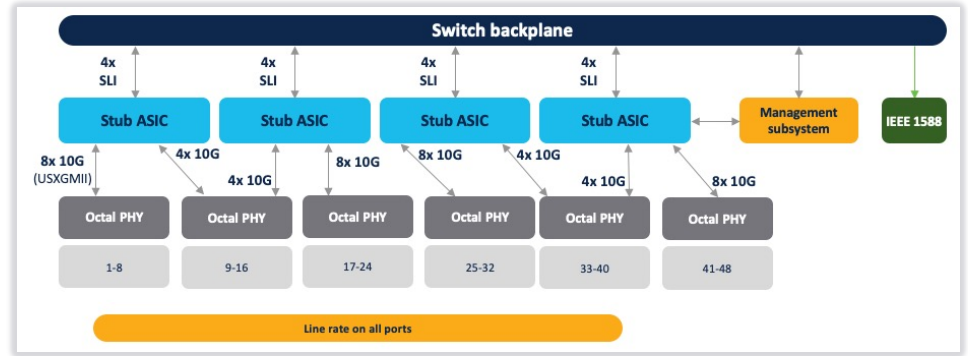 Switch backplane
4x
SLI
4x
SLI
4x
SLI
4x
SLI
Stub ASIC
Stub ASIC
Stub ASIC
Stub ASIC
Management
subsystem
IEEE 1588
8x 10G
(USXGMII)
4x 10G
4x 10G
8x 10G
8x 10G
4x 10G
4x 10G
8x 10G
Octal PHY
Octal PHY
Octal PHY
Octal PHY
Octal PHY
Octal PHY
1-8
9-16
17-24
25-32
33-40
41-48
Line rate on all ports